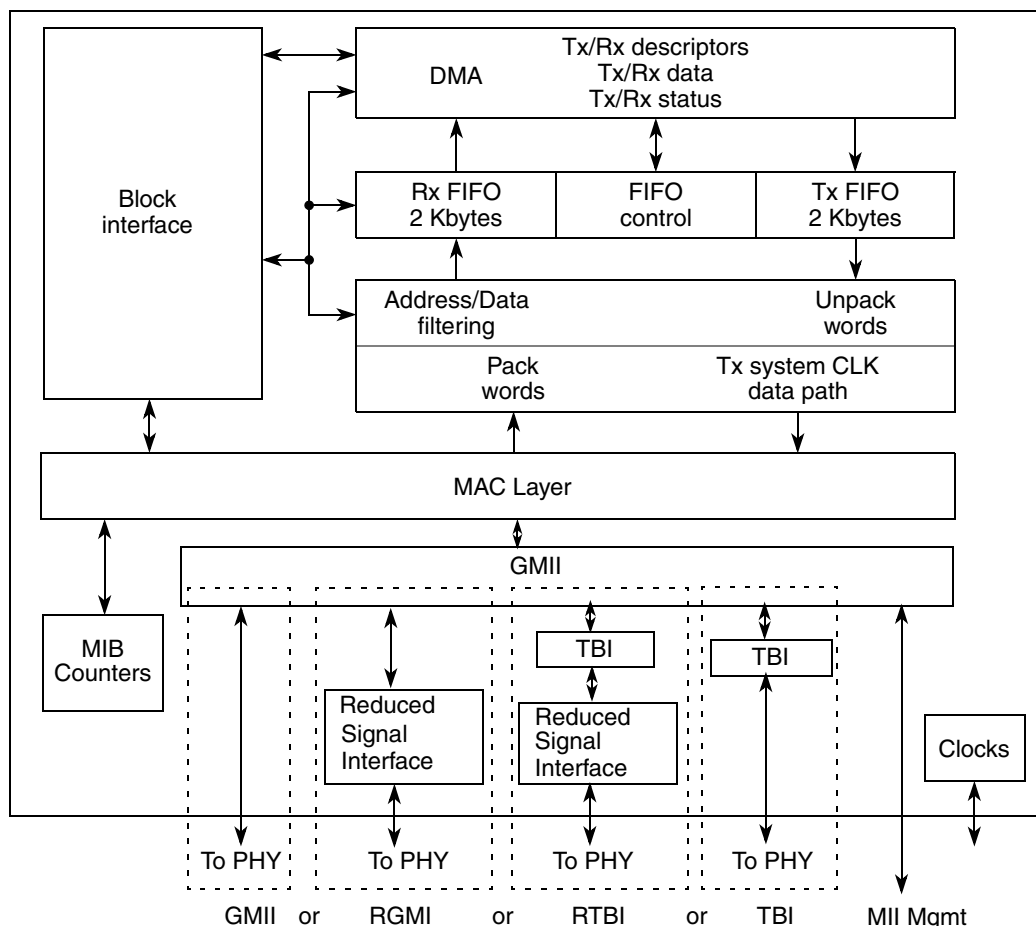 Tx/Rx descriptors
DMA
Tx/Rx data
Tx/Rx status
Block
interface
Rx FIFO
2 Kbytes
FIFO
control
Tx FIFO
2 Kbytes
Address/Data
filtering
Unpack
words
Pack
words
Tx system CLK
data path
MAC Layer
GMII
MIB
Counters
TBI
TBI
Reduced
Signal
Interface
Reduced
Signal
Interface
Clocks
To PHY
To PHY
To PHY
To PHY
GMII or RGMI or RTBI or TBI MII Mgmt